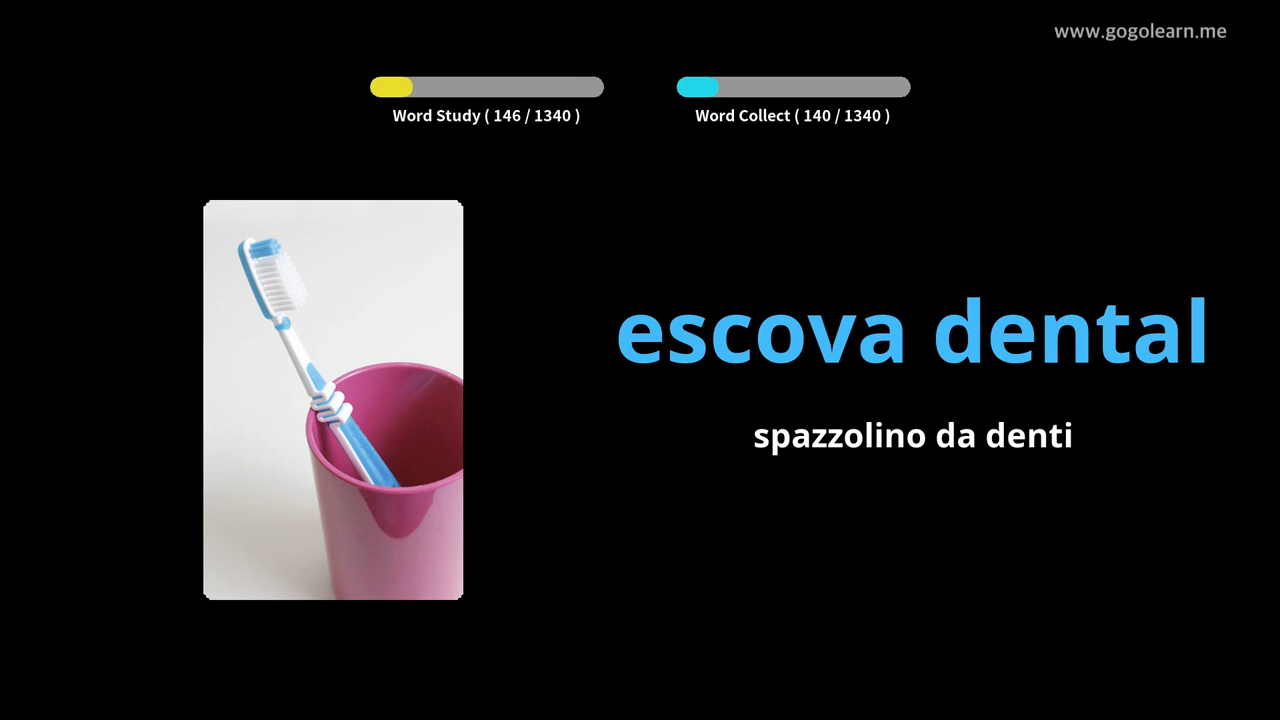 www.gogolearn.me
Word Study ( 146 / 1340 )
Word Collect ( 140 / 1340 )
escova dental
spazzolino da denti